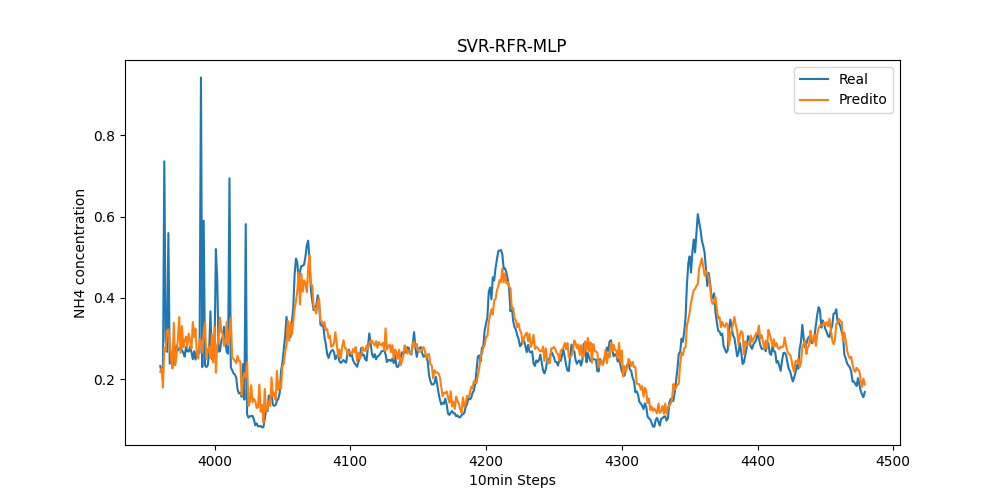 SVR-RFR-MLP
Real
Predito
NH4 concentration
0.8
0.6
0.4
0.2
4000 4100 4200 4300 4400 4500
10min Steps